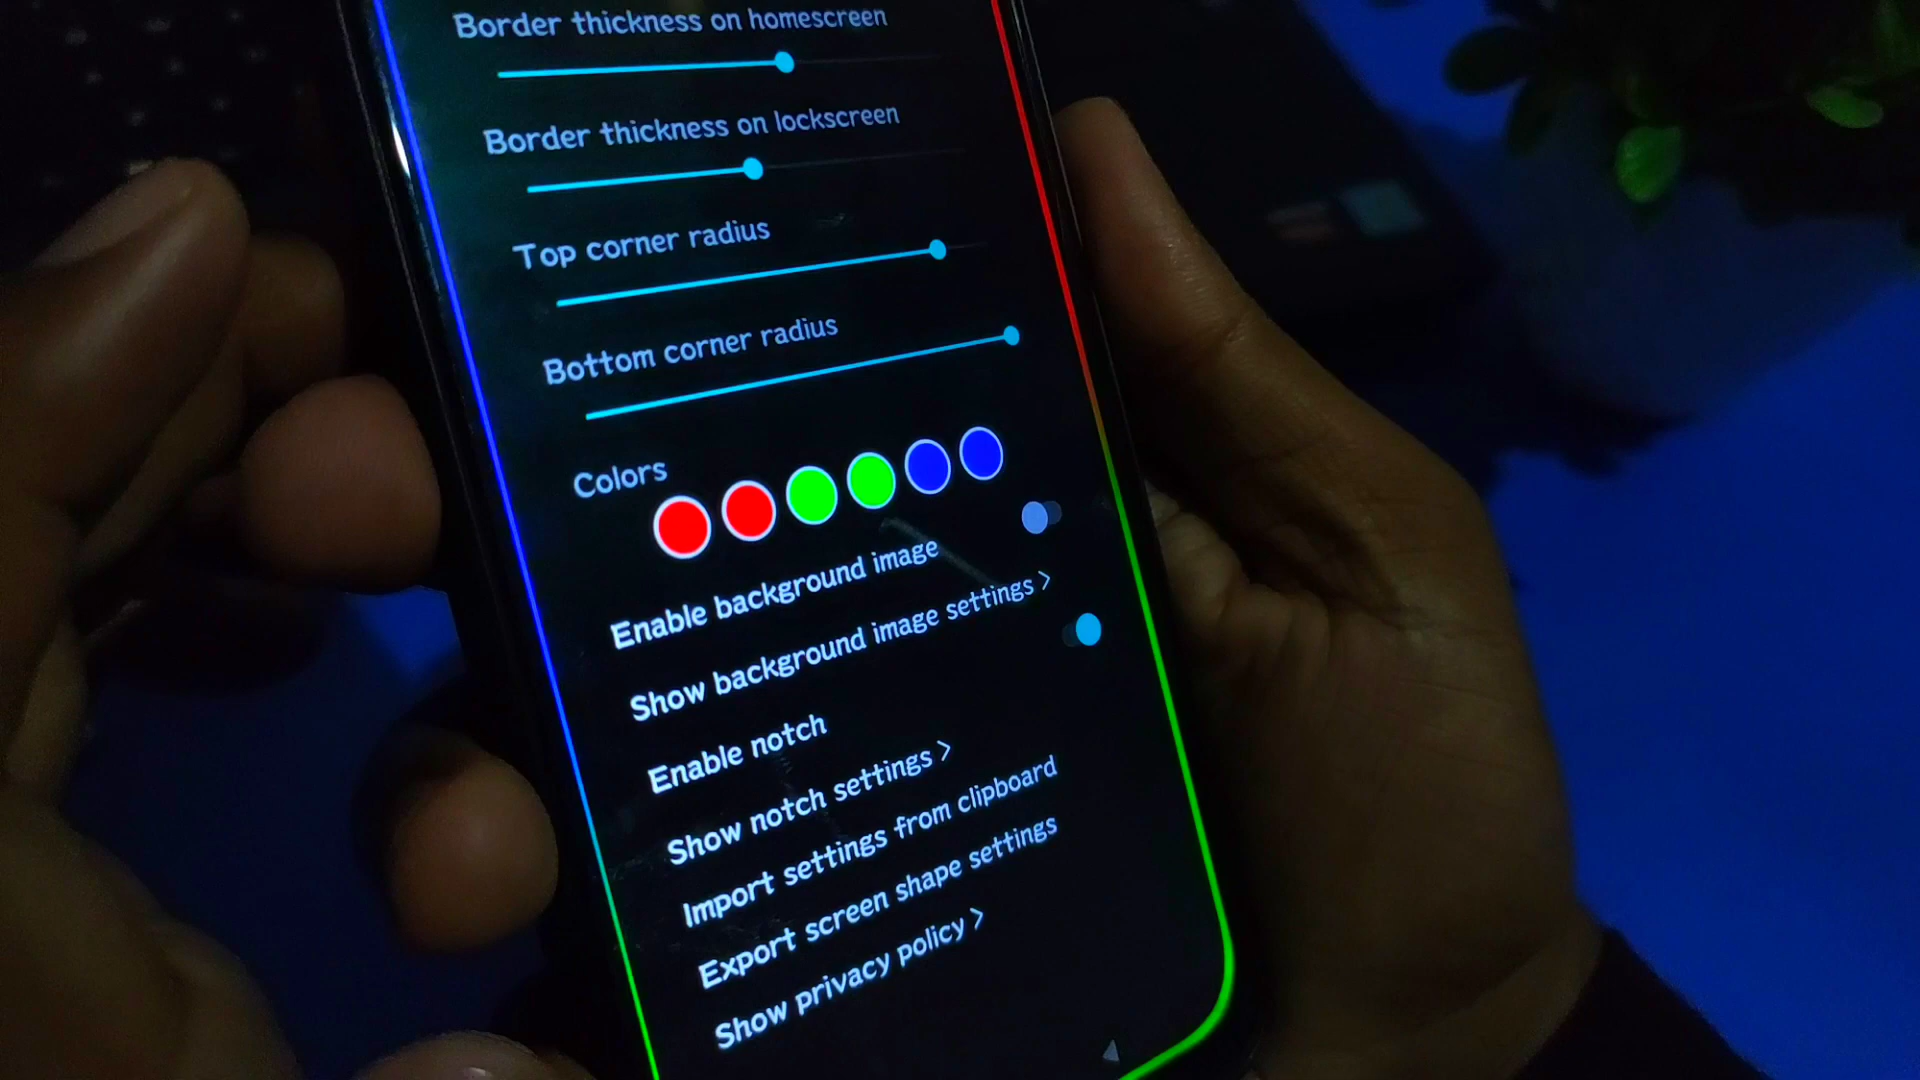 Border thickness on homescreen
Border thickness on lockscreen
Top corner radius
Bottom corner radius
Colors
Enable background image
Show background image settings >
Enable notch
Show notch settings >
Import settings from clipboard
Export screen shape settings
Show privacy policy >